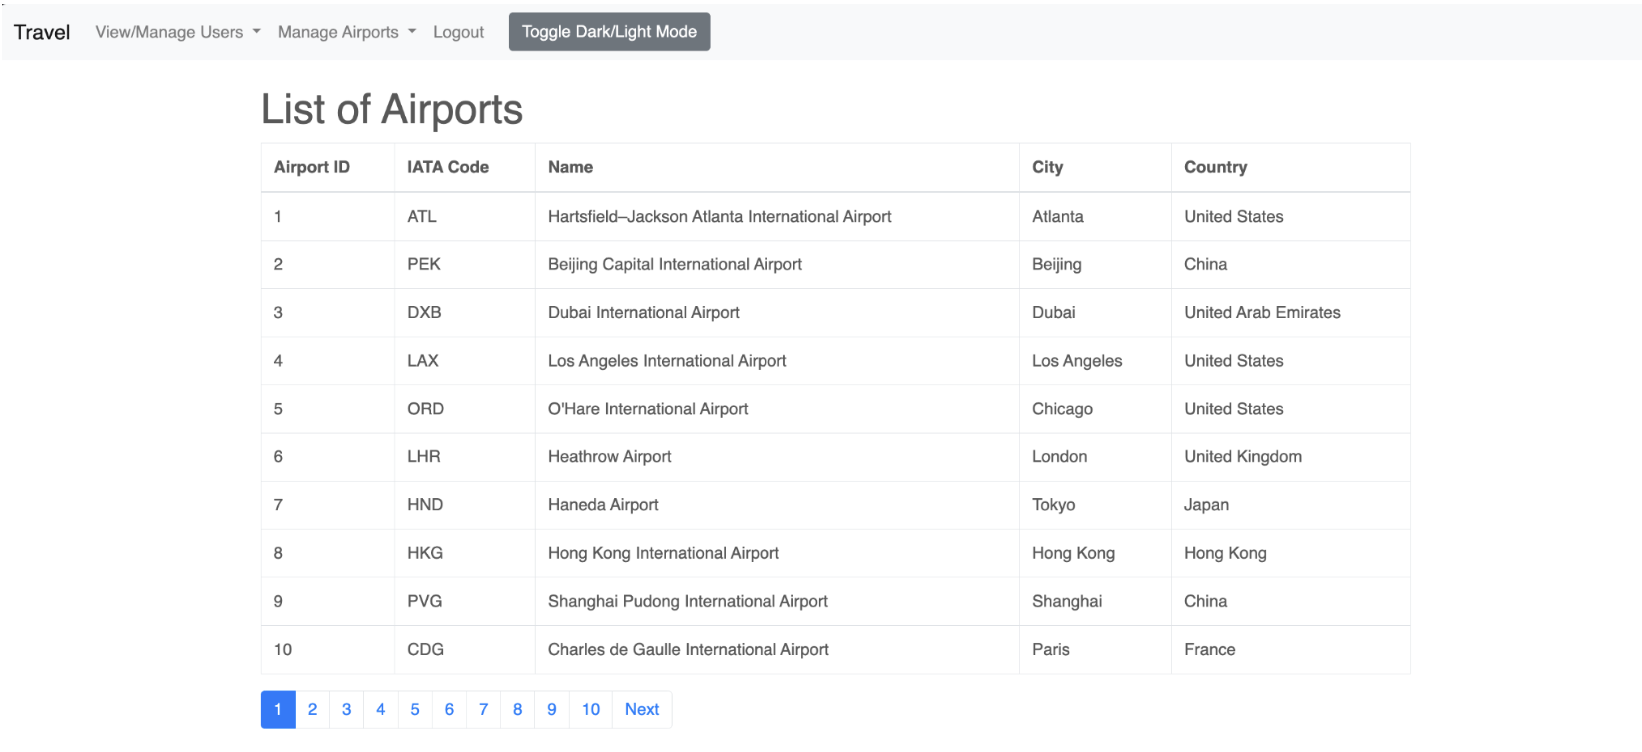 Travel View/Manage Users Manage Airports Logout Toggle Dark/Light Mode
List of Airports
Airport ID IATA Code Name City Country
1 ATL Hartsfield–Jackson Atlanta International Airport Atlanta United States
2 PEK Beijing Capital International Airport Beijing China
3 DXB Dubai International Airport Dubai United Arab Emirates
4 LAX Los Angeles International Airport Los Angeles United States
5 ORD O'Hare International Airport Chicago United States
6 LHR Heathrow Airport London United Kingdom
7 HND Haneda Airport Tokyo Japan
8 HKG Hong Kong International Airport Hong Kong Hong Kong
9 PVG Shanghai Pudong International Airport Shanghai China
10 CDG Charles de Gaulle International Airport Paris France
1 2 3 4 5 6 7 8 9 10 Next